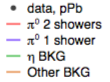 data, pPb
π⁰ 2 showers
π⁰ 1 shower
η BKG
Other BKG